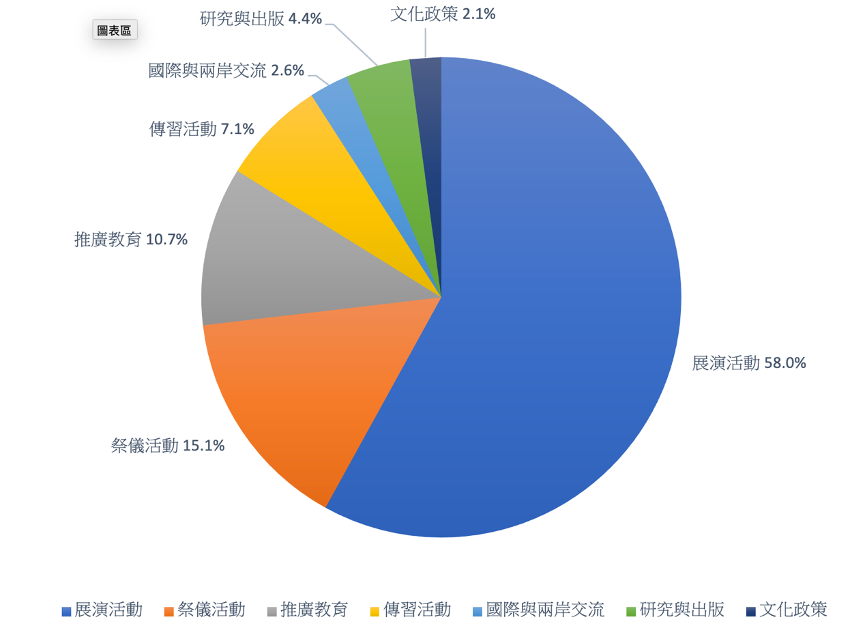 文化政策 2.1%
研究與出版 4.4%
圖表區
國際與兩岸交流 2.6%
傳習活動 7.1%
推廣教育 10.7%
展演活動 58.0%
祭儀活動 15.1%
展演活動 祭儀活動 推廣教育 傳習活動 國際與兩岸交流 研究與出版 文化政策